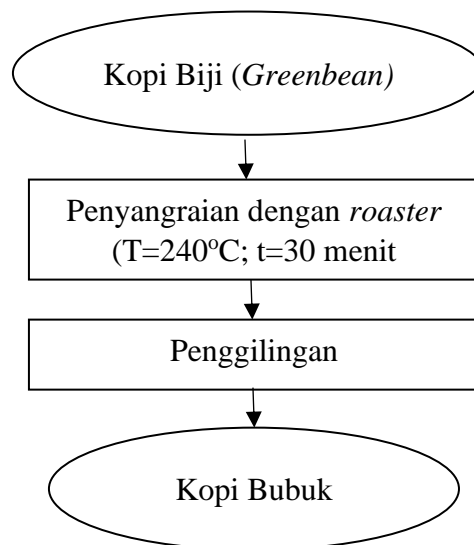 Kopi Biji (Greenbean)
Penyangraian dengan roaster
(T=240ºC; t=30 menit
Penggilingan
Kopi Bubuk